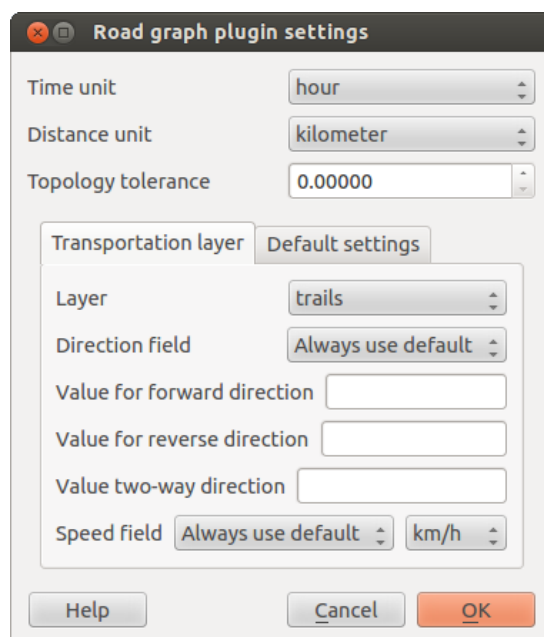 Road graph plugin settings
Time unit hour
Distance unit kilometer
Topology tolerance 0.00000
Transportation layer Default settings
Layer trails
Direction field Always use default
Value for forward direction
Value for reverse direction
Value two-way direction
Speed field Always use default km/h
Help Cancel OK